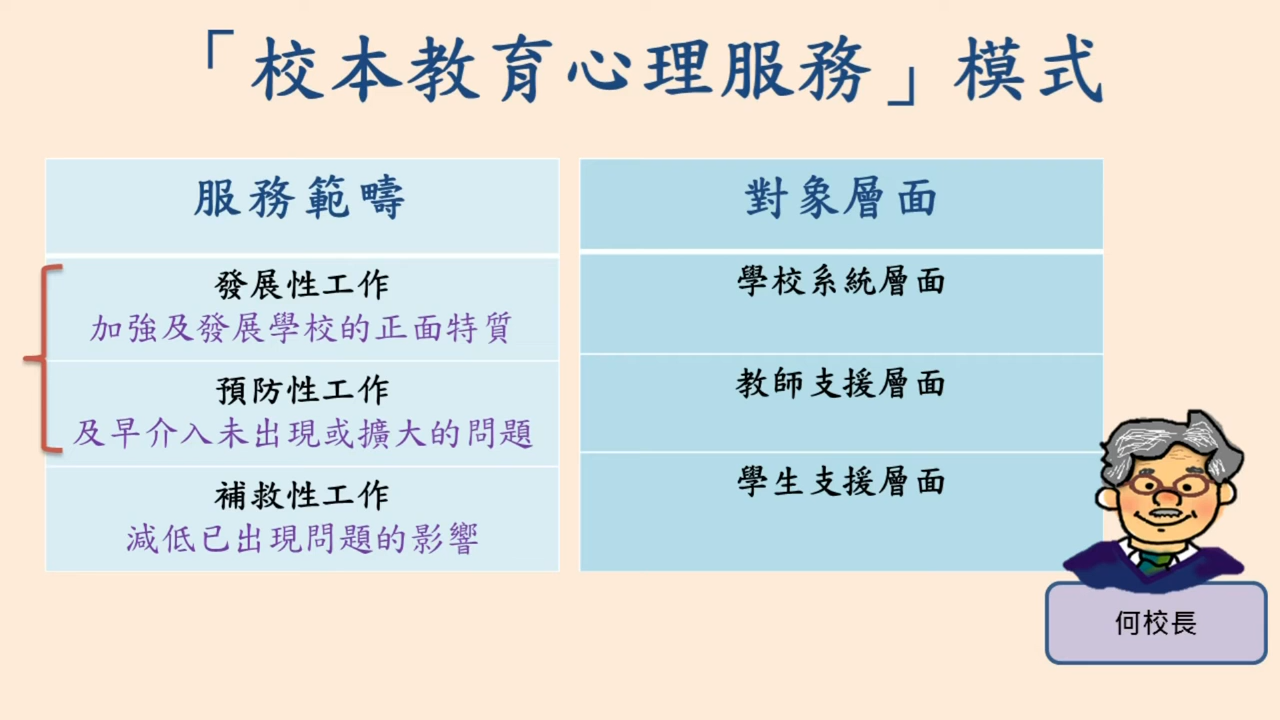 「校本教育心理服務」模式
服務範疇
發展性工作
加強及發展學校的正面特質
預防性工作
及早介入未出現或擴大的問題
補救性工作
減低已出現問題的影響
對象層面
學校系統層面
教師支援層面
學生支援層面
何校長